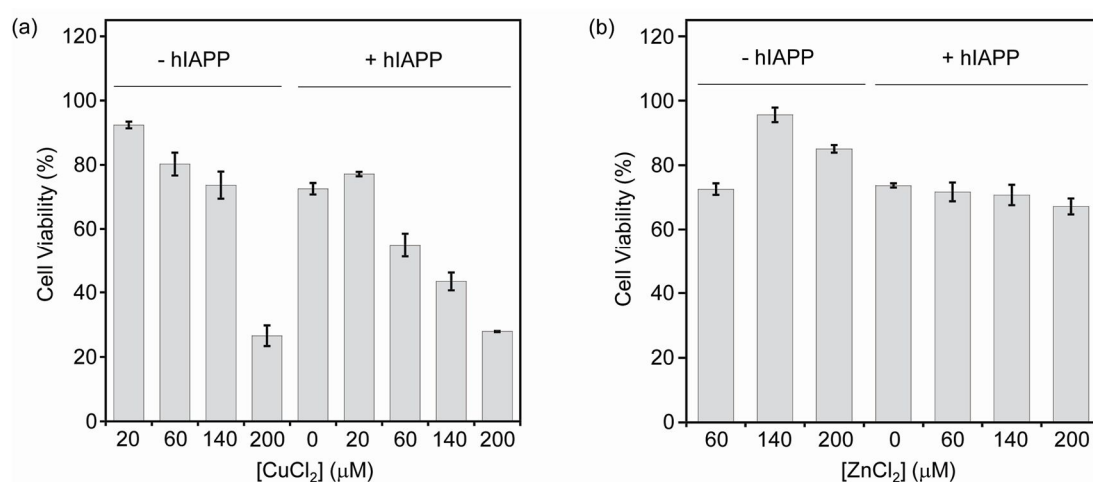 (a)
Cell Viability (%)
120
100
80
60
40
20
0
- hIAPP
+ hIAPP
20 60 140 200 0 20 60 140 200
[CuCl₂] (μM)
(b)
Cell Viability (%)
120
100
80
60
40
20
0
- hIAPP
+ hIAPP
60 140 200 0 60 140 200
[ZnCl₂] (μM)